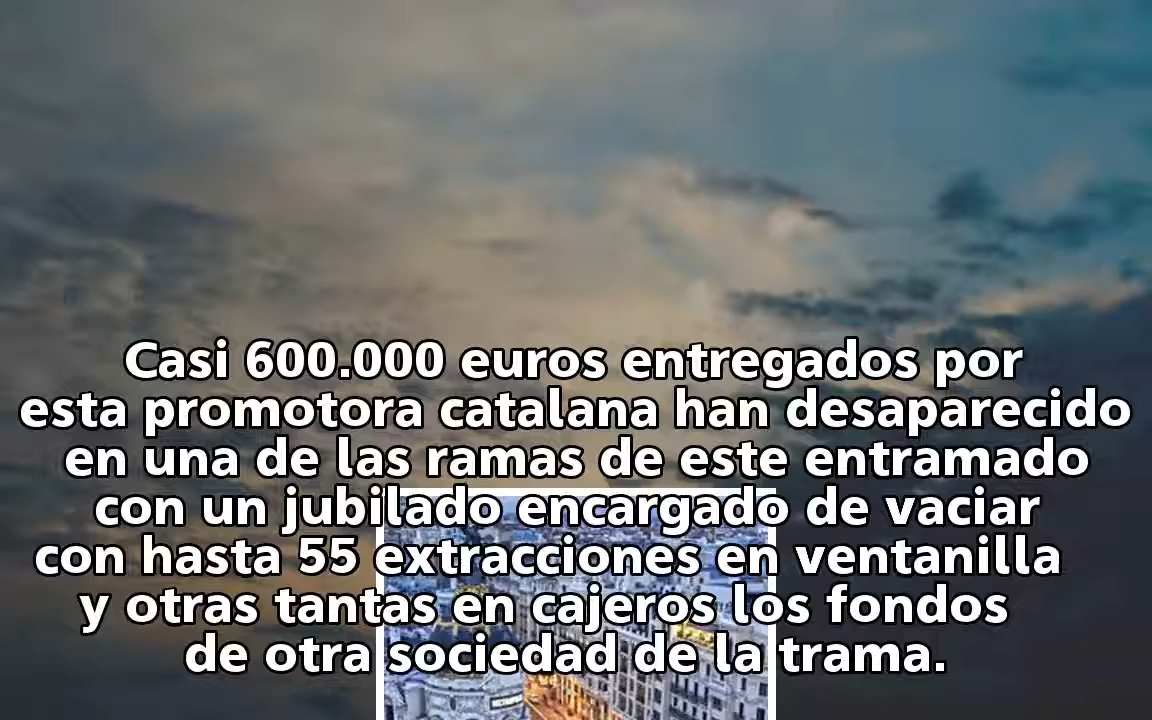 Casi 600.000 euros entregados por
esta promotora catalana han desaparecido
en una de las ramas de este entramado
con un jubilado encargado de vaciar
con hasta 55 extracciones en ventanilla
y otras tantas en cajeros los fondos
de otra sociedad de la trama.